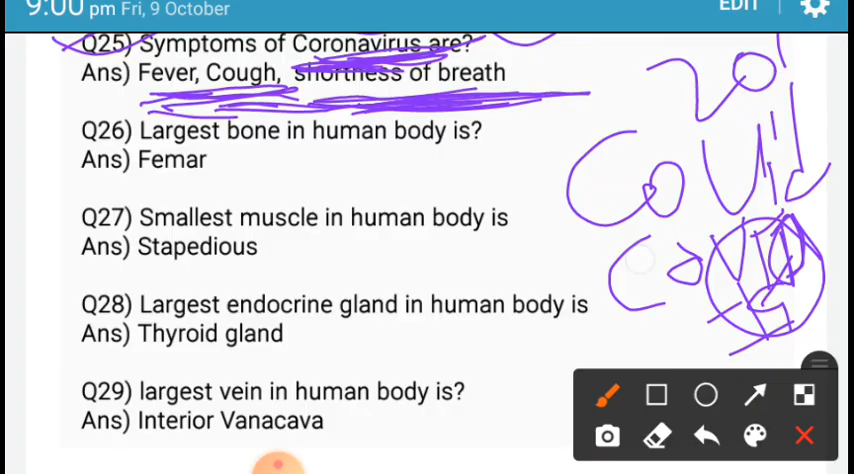 9:00 pm Fri, 9 October EDIT
Q25) Symptoms of Coronavirus are?
Ans) Fever, Cough, shortness of breath
Q26) Largest bone in human body is?
Ans) Femar
Q27) Smallest muscle in human body is
Ans) Stapedious
Q28) Largest endocrine gland in human body is
Ans) Thyroid gland
Q29) largest vein in human body is?
Ans) Interior Vanacava
Covid